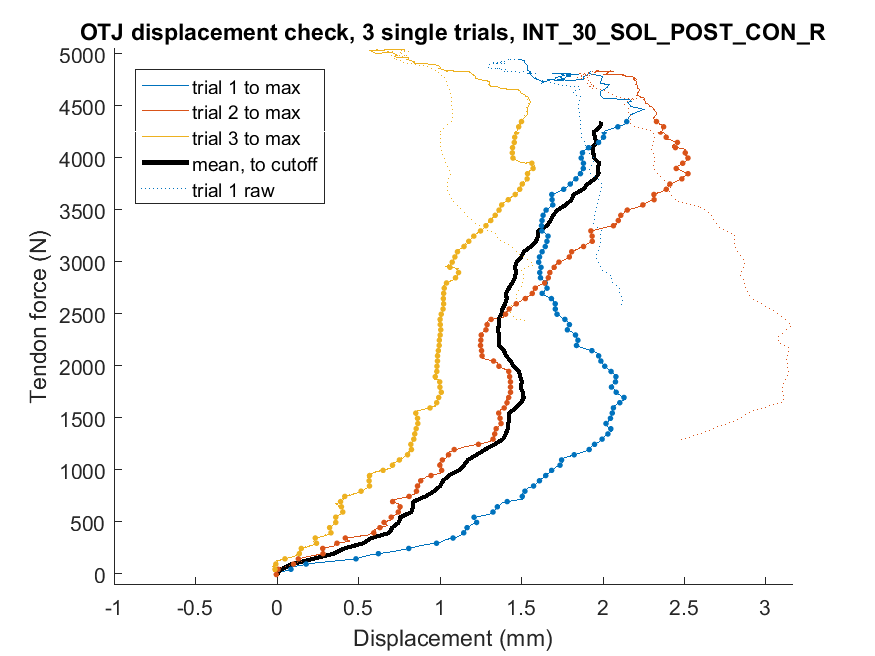 OTJ displacement check, 3 single trials, INT_30_SOL_POST_CON_R
5000
4500
4000
3500
3000
2500
2000
1500
1000
500
0
Tendon force (N)
trial 1 to max
trial 2 to max
trial 3 to max
mean, to cutoff
trial 1 raw
-1
-0.5
0
0.5
1
1.5
2
2.5
3
Displacement (mm)